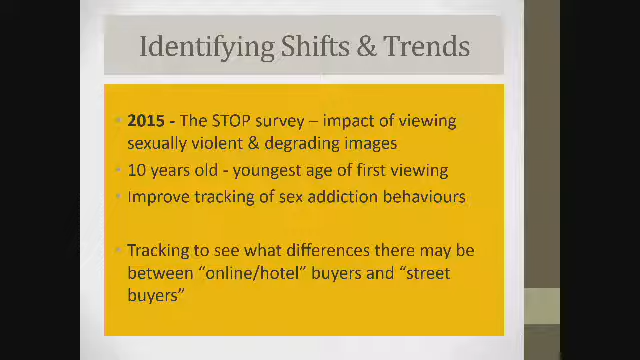 Identifying Shifts & Trends
2015 - The STOP survey – impact of viewing
sexually violent & degrading images
10 years old - youngest age of first viewing
Improve tracking of sex addiction behaviours
Tracking to see what differences there may be
between “online/hotel” buyers and “street
buyers”